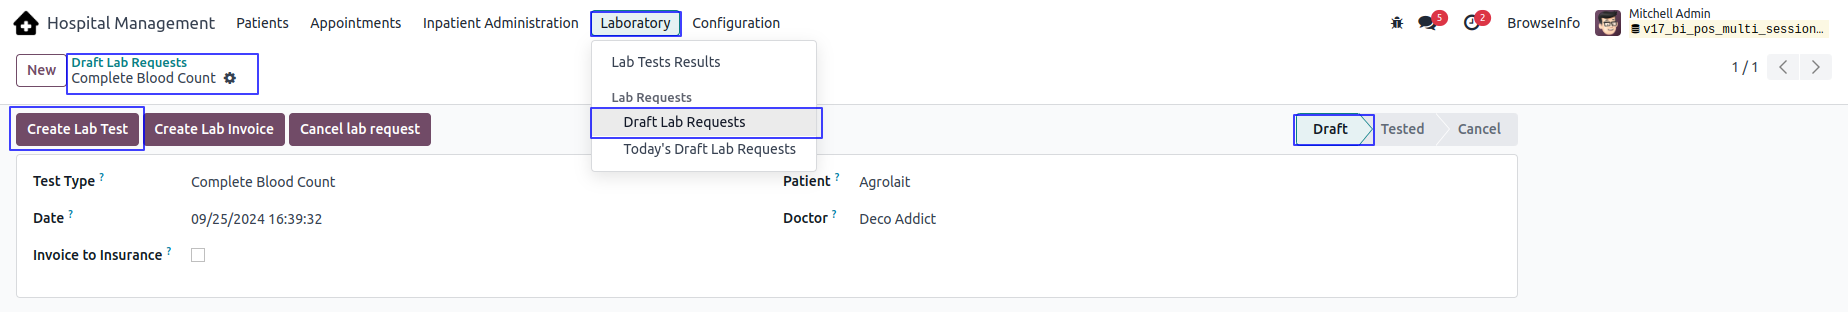 Hospital Management Patients Appointments Inpatient Administration Laboratory Configuration 5 2 BrowseInfo Mitchell Admin
v17_bi_pos_multi_session...
New Draft Lab Requests
Complete Blood Count
1 / 1
Lab Tests Results
Lab Requests
Draft Lab Requests
Today's Draft Lab Requests
Create Lab Test Create Lab Invoice Cancel lab request Draft Tested Cancel
Test Type ? Complete Blood Count Patient ? Agrolait
Date ? 09/25/2024 16:39:32 Doctor ? Deco Addict
Invoice to Insurance ?